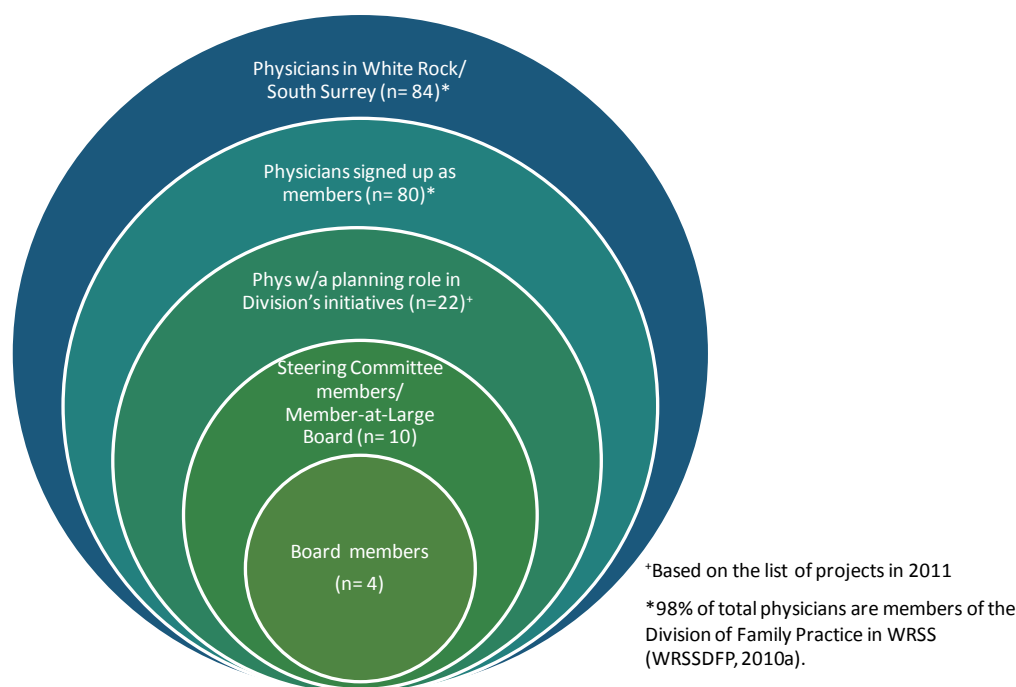 Physicians in White Rock/
South Surrey (n= 84)*
Physicians signed up as
members (n= 80)*
Phys w/a planning role in
Division's initiatives (n=22)⁺
Steering Committee
members/
Member-at-Large
Board (n= 10)
Board members
(n= 4)
⁺Based on the list of projects in 2011
*98% of total physicians are members of the
Division of Family Practice in WRSS
(WRSSDFP, 2010a).